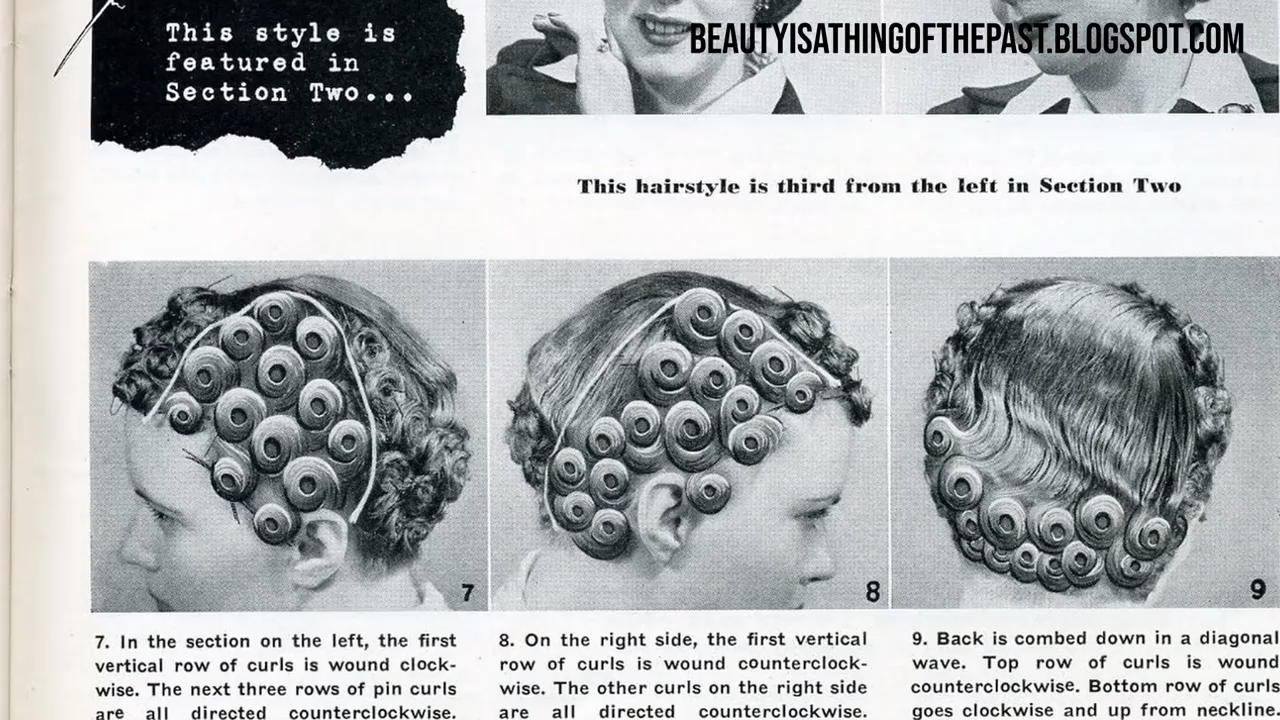 This style is
featured in
Section Two...
BEAUTYISATHINGOFTHEPAST.BLOGSPOT.COM
This hairstyle is third from the left in Section Two
7
8
9
7. In the section on the left, the first
vertical row of curls is wound clock-
wise. The next three rows of pin curls
are all directed counterclockwise.
8. On the right side, the first vertical
row of curls is wound counterclock-
wise. The other curls on the right side
are all directed counterclockwise.
9. Back is combed down in a diagonal
wave. Top row of curls is wound
counterclockwise. Bottom row of curls
goes clockwise and up from neckline.